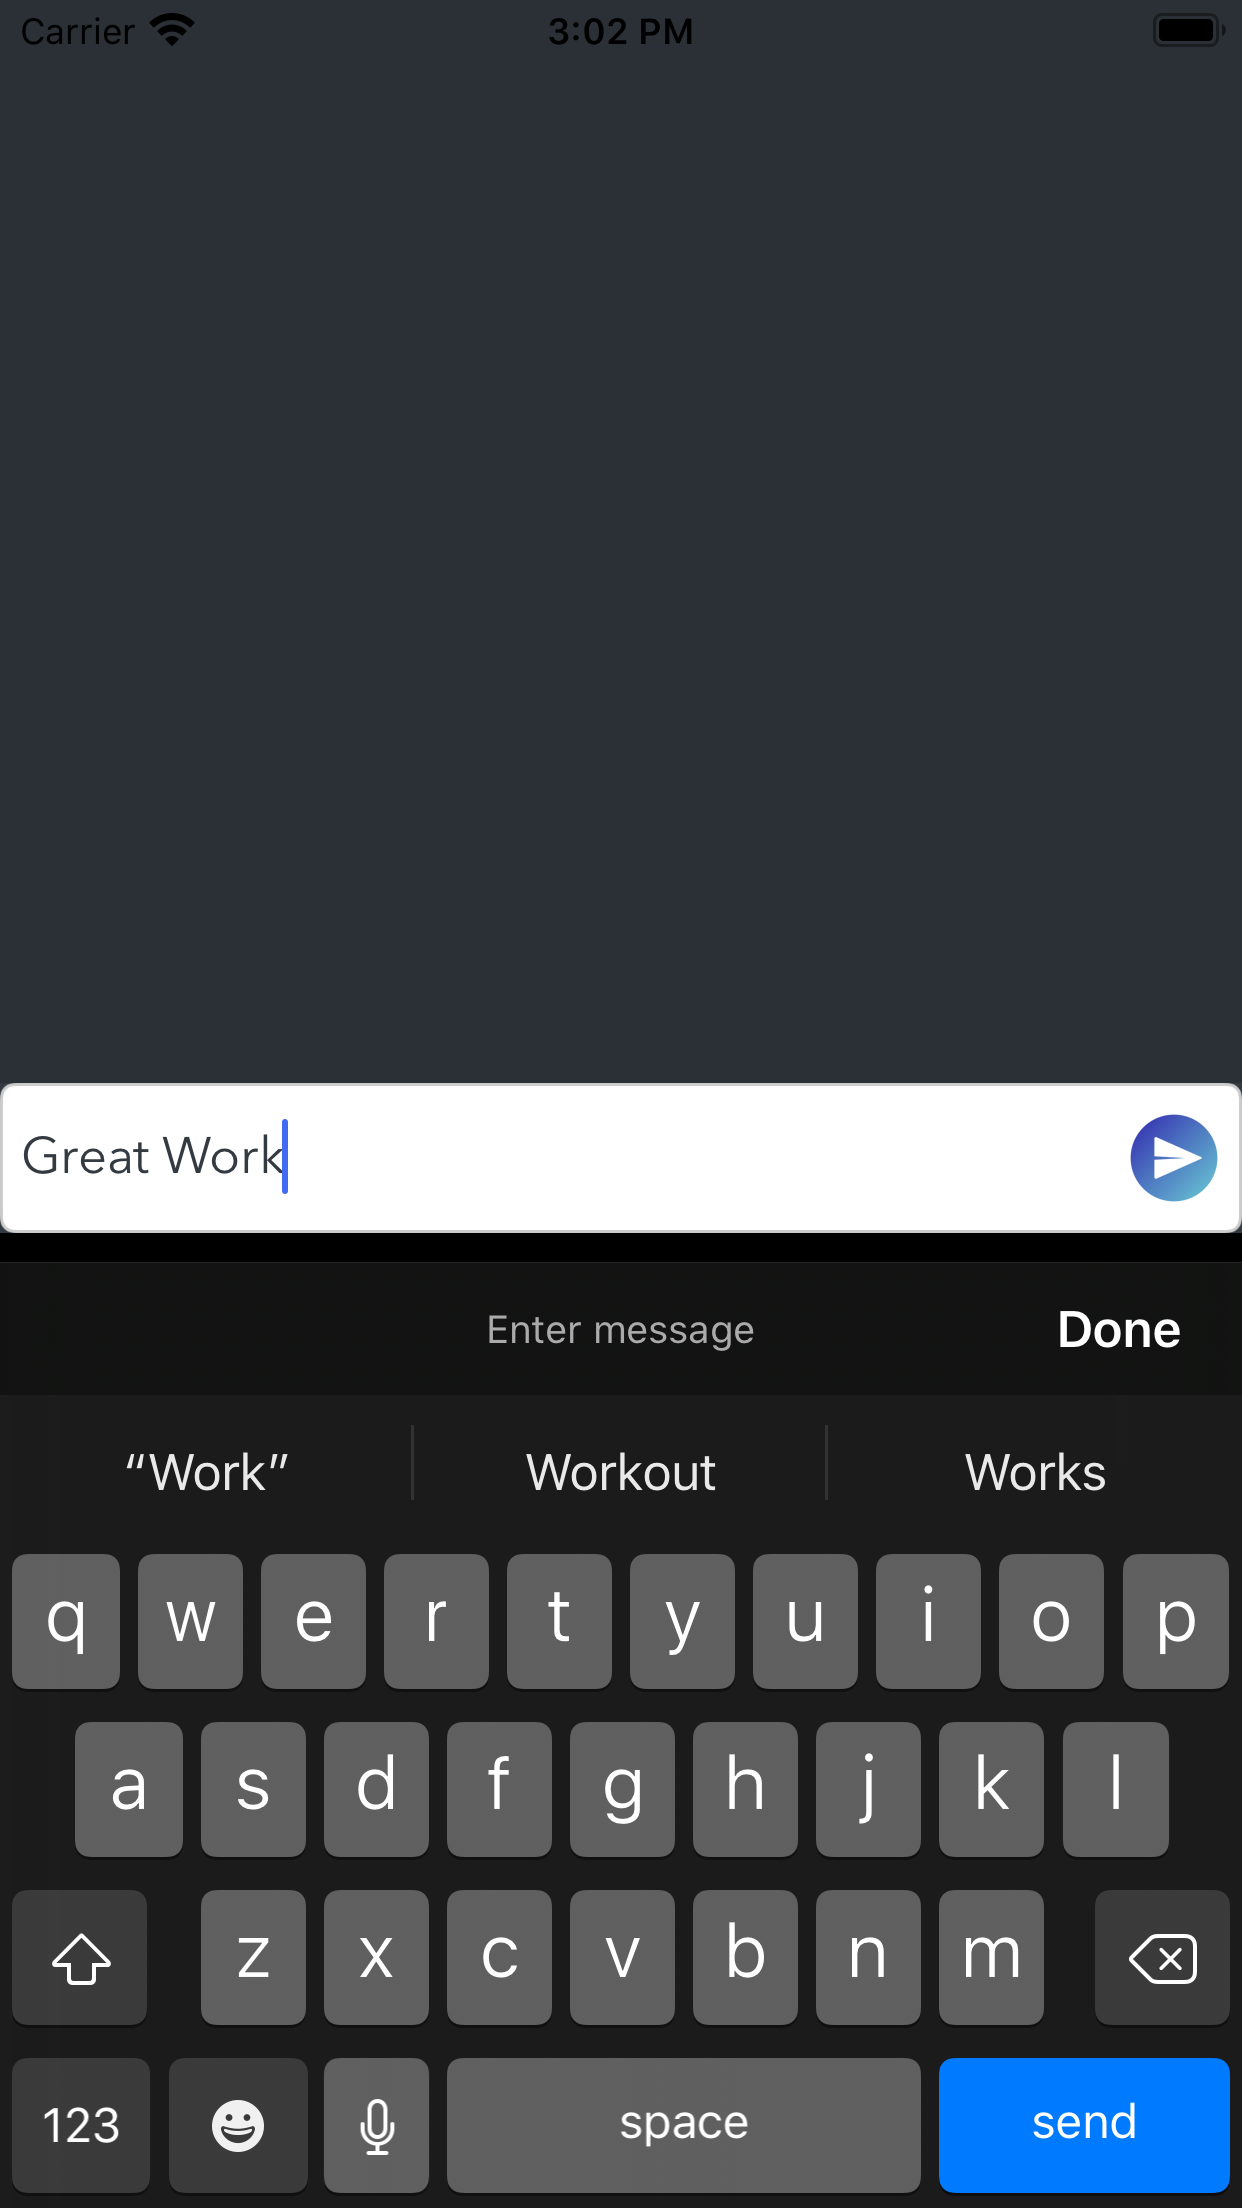 Carrier 3:02 PM
Great Work
Enter message Done
“Work” Workout Works
q w e r t y u i o p
a s d f g h j k l
z x c v b n m
123 space send